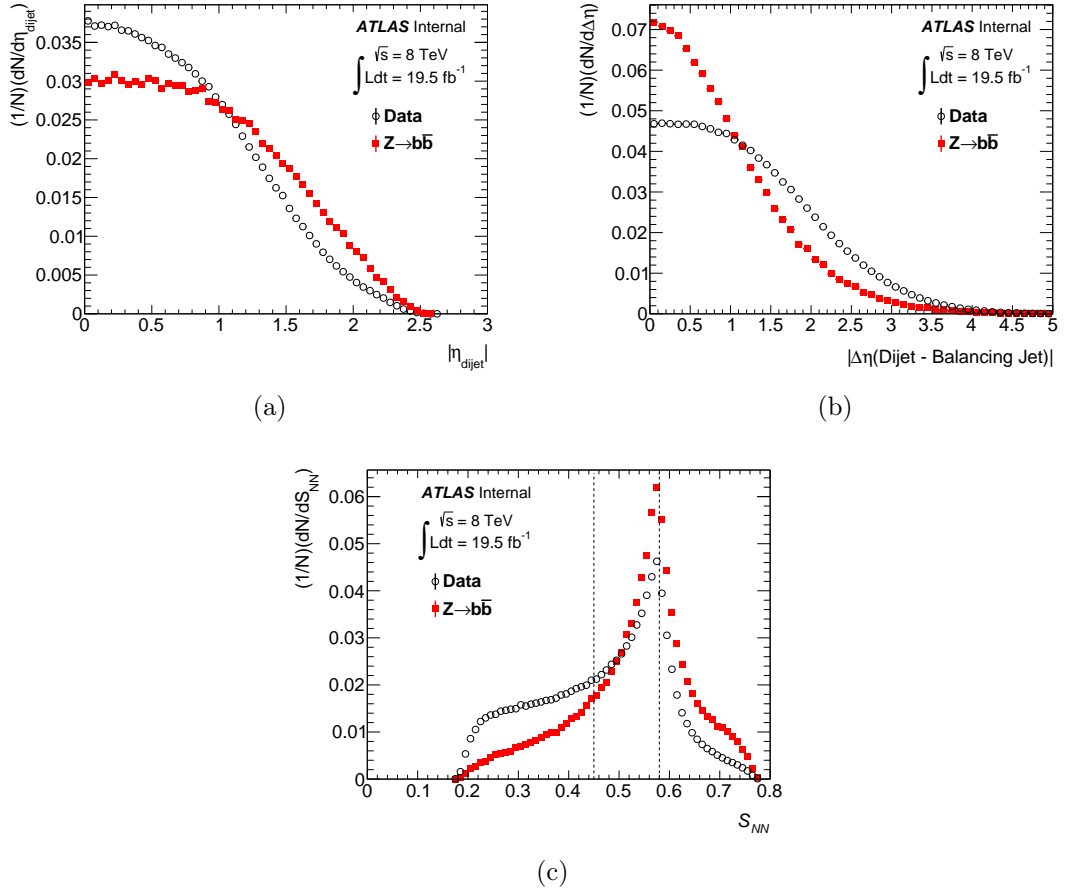 (1/N)(dN/dη_dijet)
0.035
0.03
0.025
0.02
0.015
0.01
0.005
0
ATLAS Internal
√s = 8 TeV
∫ Ldt = 19.5 fb⁻¹
Data
Z→bb̅
0 0.5 1 1.5 2 2.5 3
|η_dijet|
(a)
(1/N)(dN/dΔη)
0.07
0.06
0.05
0.04
0.03
0.02
0.01
0
ATLAS Internal
√s = 8 TeV
∫ Ldt = 19.5 fb⁻¹
Data
Z→bb̅
0 0.5 1 1.5 2 2.5 3 3.5 4 4.5 5
|Δη(Dijet - Balancing Jet)|
(b)
(1/N)(dN/dS_NN)
0.06
0.05
0.04
0.03
0.02
0.01
0
ATLAS Internal
√s = 8 TeV
∫ Ldt = 19.5 fb⁻¹
Data
Z→bb̅
0 0.1 0.2 0.3 0.4 0.5 0.6 0.7 0.8
S_NN
(c)